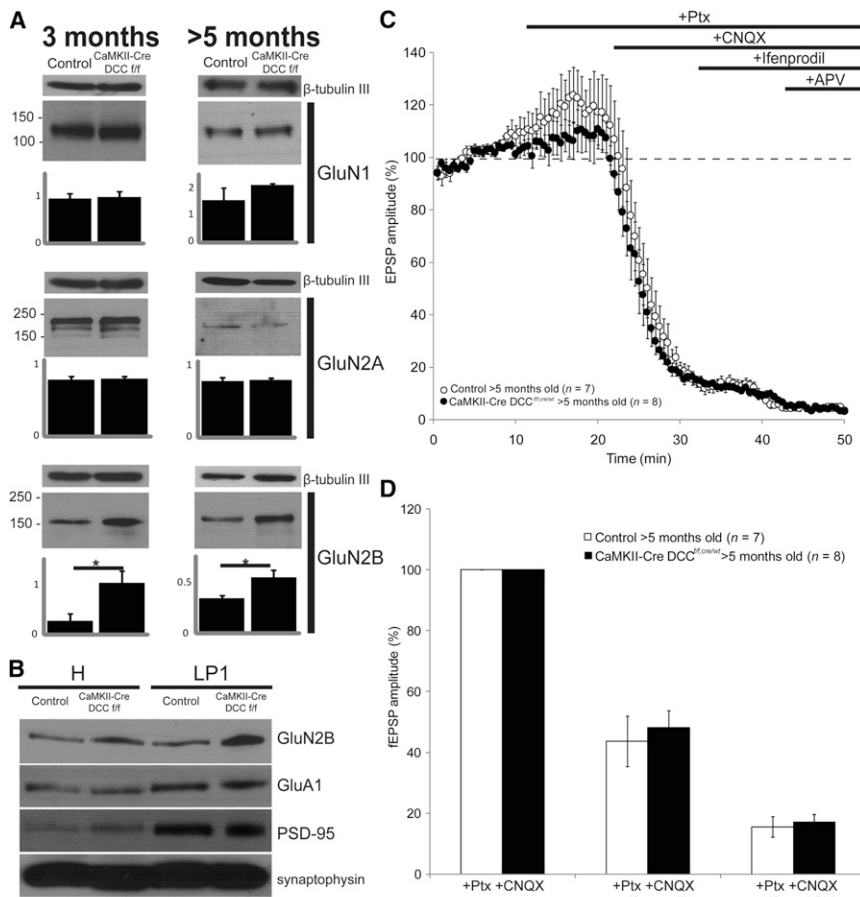 A
3 months
>5 months
Control
CaMKII-Cre
DCC f/f
Control
CaMKII-Cre
DCC f/f
β-tubulin III
150 -
100 -
GluN1
1
0
1
0
β-tubulin III
250 -
150 -
GluN2A
1
0
1
0
β-tubulin III
250 -
150 -
GluN2B
*
1
0
*
0.5
0
B
H
LP1
Control
CaMKII-Cre
DCC f/f
Control
CaMKII-Cre
DCC f/f
GluN2B
GluA1
PSD-95
synaptophysin
C
+Ptx
+CNQX
+Ifenprodil
+APV
EPSP amplitude (%)
140
120
100
80
60
40
20
0
Control >5 months old (n = 7)
CaMKII-Cre DCC f/f,cre/wt >5 months old (n = 8)
0
10
20
30
40
50
Time (min)
D
fEPSP amplitude (%)
120
100
80
60
40
20
0
Control >5 months old (n = 7)
CaMKII-Cre DCC f/f,cre/wt >5 months old (n = 8)
+Ptx +CNQX
+Ptx +CNQX
+Ptx +CNQX